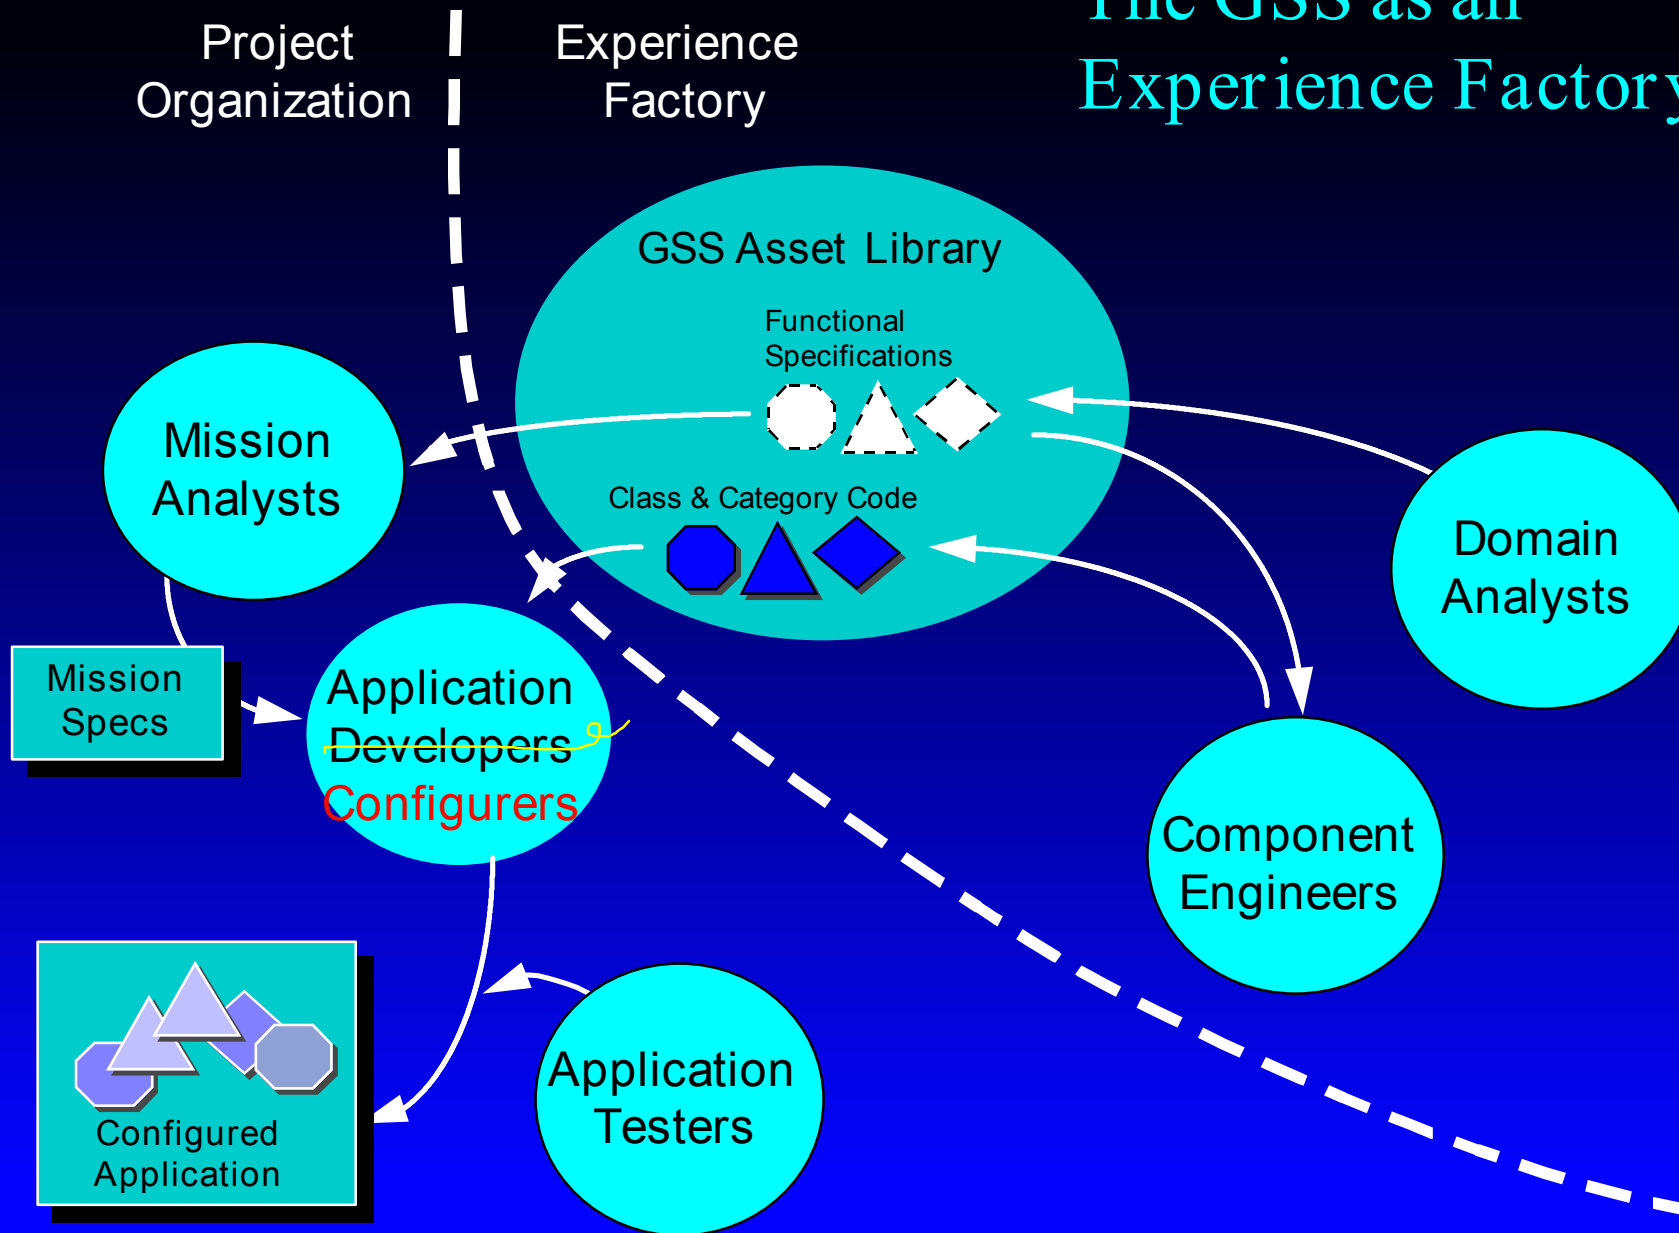 Project
Organization
Experience
Factory
The GSS as an
Experience Factory
GSS Asset Library
Functional
Specifications
Class & Category Code
Mission
Analysts
Domain
Analysts
Mission
Specs
Application
Developers
Configurers
Component
Engineers
Application
Testers
Configured
Application